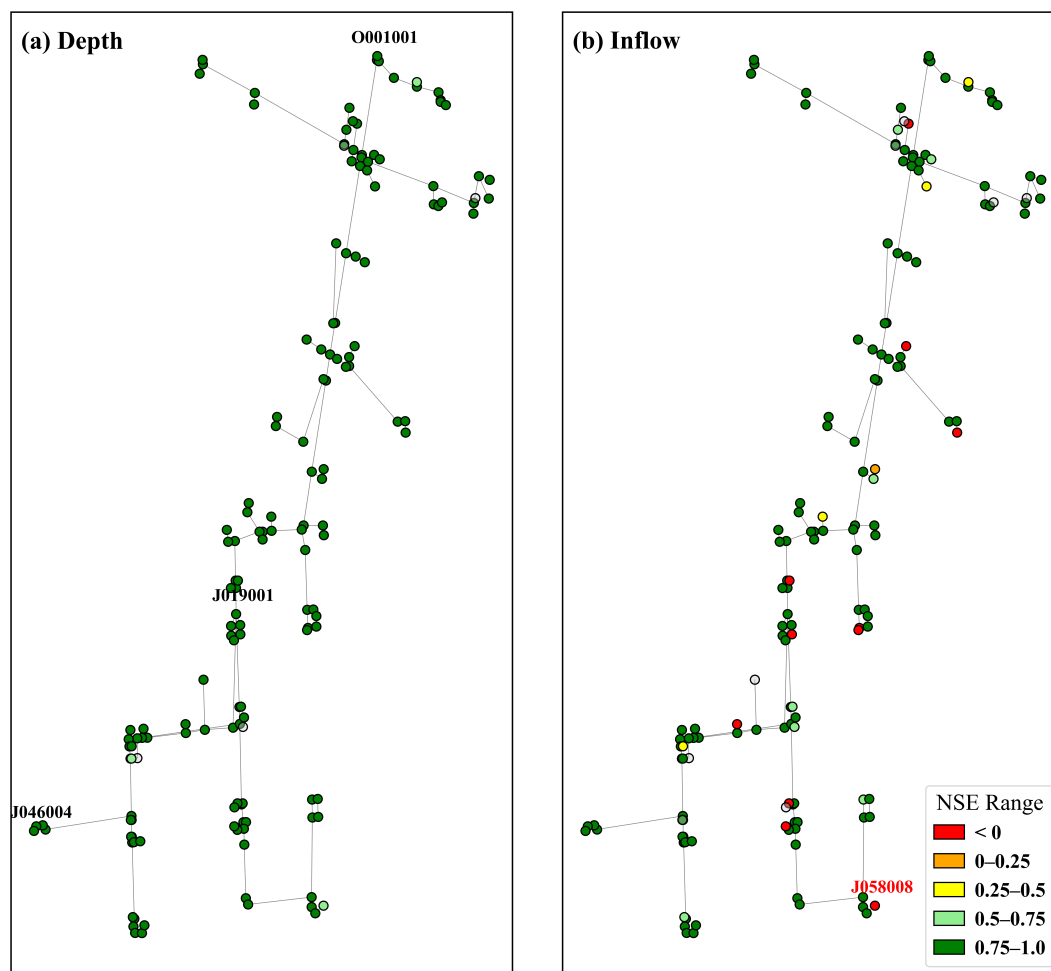 (a) Depth
O001001
J019001
J046004
(b) Inflow
J058008
NSE Range
< 0
0–0.25
0.25–0.5
0.5–0.75
0.75–1.0